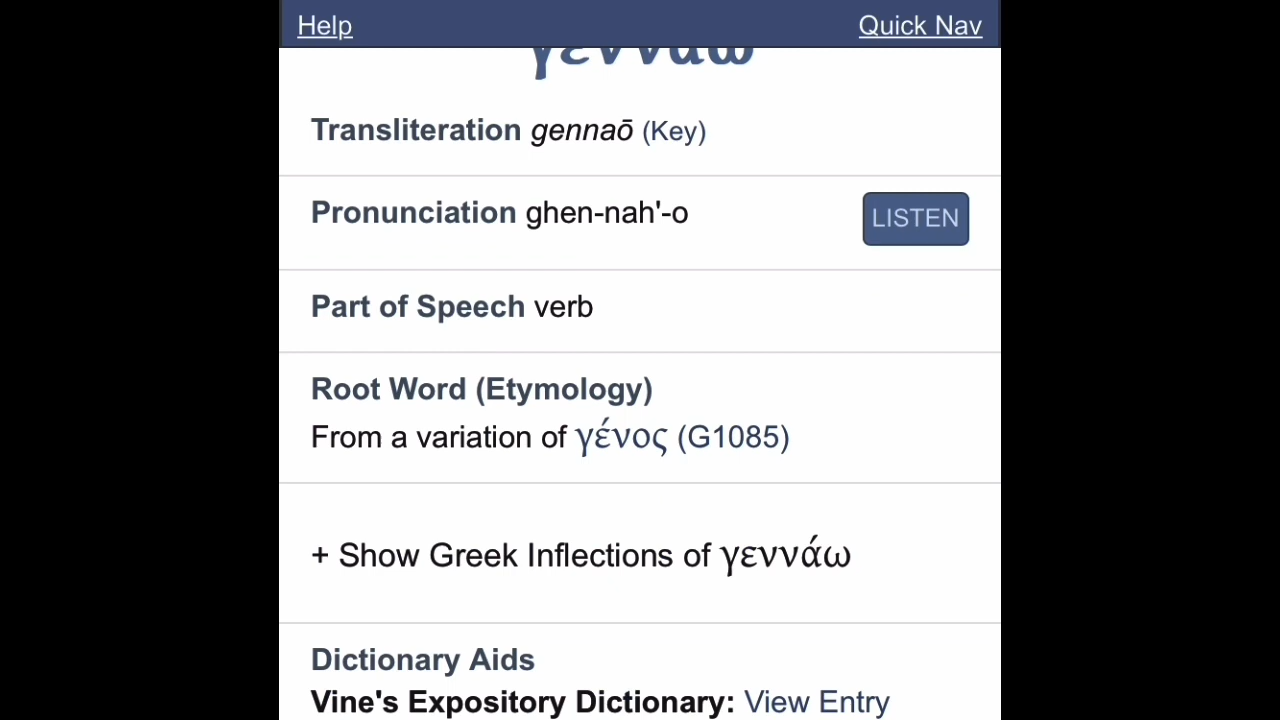 Help Quick Nav
γεννάω
Transliteration gennaō (Key)
Pronunciation ghen-nah'-o LISTEN
Part of Speech verb
Root Word (Etymology)
From a variation of γένος (G1085)
+ Show Greek Inflections of γεννάω
Dictionary Aids
Vine's Expository Dictionary: View Entry